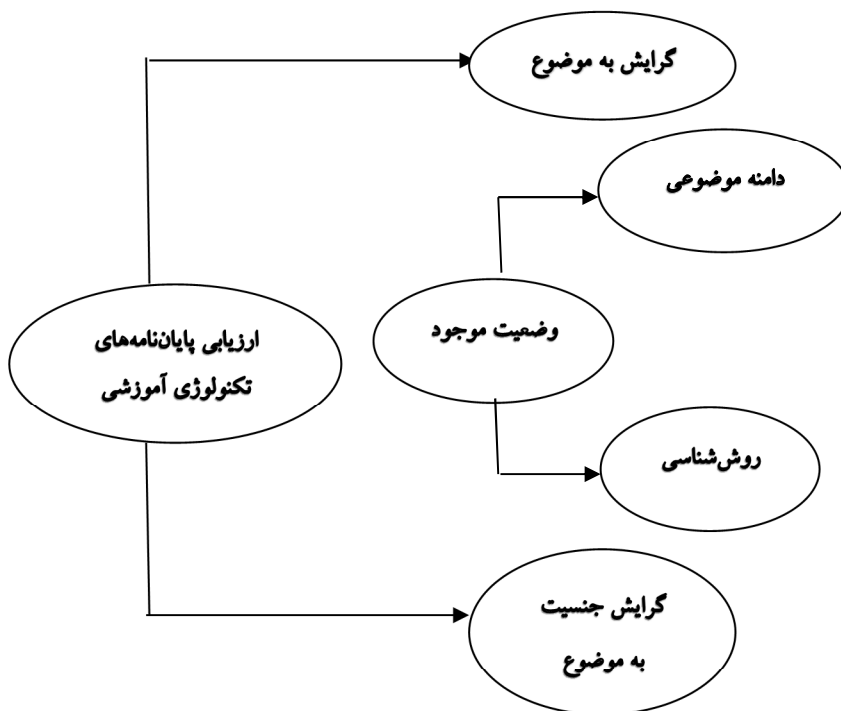 گرایش به موضوع
دامنه موضوعی
وضعیت موجود
ارزیابی پایان‌نامه‌های
تکنولوژی آموزشی
روش‌شناسی
گرایش جنسیت
به موضوع